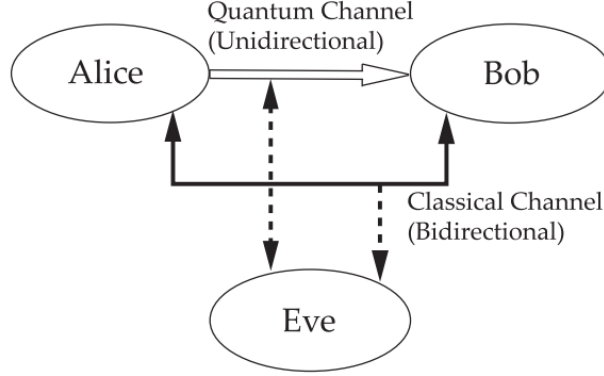 Quantum Channel
(Unidirectional)
Alice
Bob
Classical Channel
(Bidirectional)
Eve